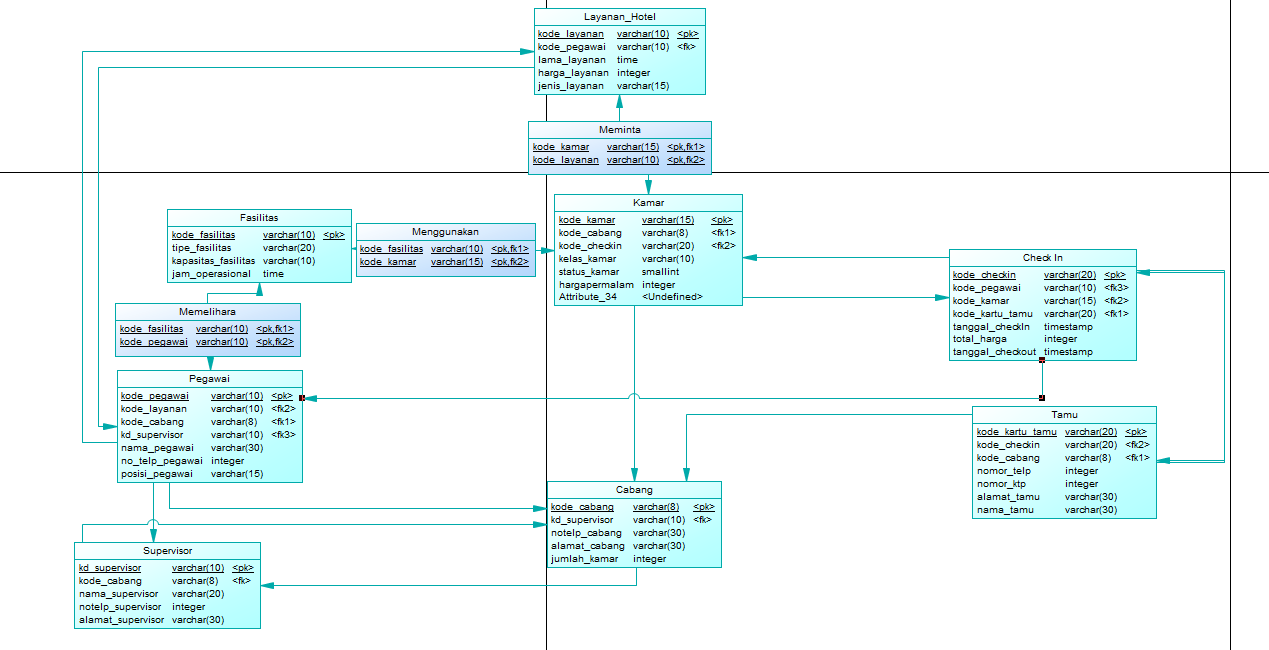 Layanan_Hotel
kode_layanan varchar(10) <pk>
kode_pegawai varchar(10) <fk>
lama_layanan time
harga_layanan integer
jenis_layanan varchar(15)
Meminta
kode_kamar varchar(15) <pk,fk1>
kode_layanan varchar(10) <pk,fk2>
Kamar
kode_kamar varchar(15) <pk>
kode_cabang varchar(8) <fk1>
kode_checkin varchar(20) <fk2>
kelas_kamar varchar(10)
status_kamar smallint
hargapermalam integer
Attribute_34 <Undefined>
Fasilitas
kode_fasilitas varchar(10) <pk>
tipe_fasilitas varchar(20)
kapasitas_fasilitas varchar(10)
jam_operasional time
Menggunakan
kode_fasilitas varchar(10) <pk,fk1>
kode_kamar varchar(15) <pk,fk2>
Check In
kode_checkin varchar(20) <pk>
kode_pegawai varchar(10) <fk3>
kode_kamar varchar(15) <fk2>
kode_kartu_tamu varchar(20) <fk1>
tanggal_checkIn timestamp
total_harga integer
tanggal_checkout timestamp
Memelihara
kode_fasilitas varchar(10) <pk,fk1>
kode_pegawai varchar(10) <pk,fk2>
Pegawai
kode_pegawai varchar(10) <pk>
kode_layanan varchar(10) <fk2>
kode_cabang varchar(8) <fk1>
kd_supervisor varchar(10) <fk3>
nama_pegawai varchar(30)
no_telp_pegawai integer
posisi_pegawai varchar(15)
Tamu
kode_kartu_tamu varchar(20) <pk>
kode_checkin varchar(20) <fk2>
kode_cabang varchar(8) <fk1>
nomor_telp integer
nomor_ktp integer
alamat_tamu varchar(30)
nama_tamu varchar(30)
Cabang
kode_cabang varchar(8) <pk>
kd_supervisor varchar(10) <fk>
notelp_cabang varchar(30)
alamat_cabang varchar(30)
jumlah_kamar integer
Supervisor
kd_supervisor varchar(10) <pk>
kode_cabang varchar(8) <fk>
nama_supervisor varchar(20)
notelp_supervisor integer
alamat_supervisor varchar(30)